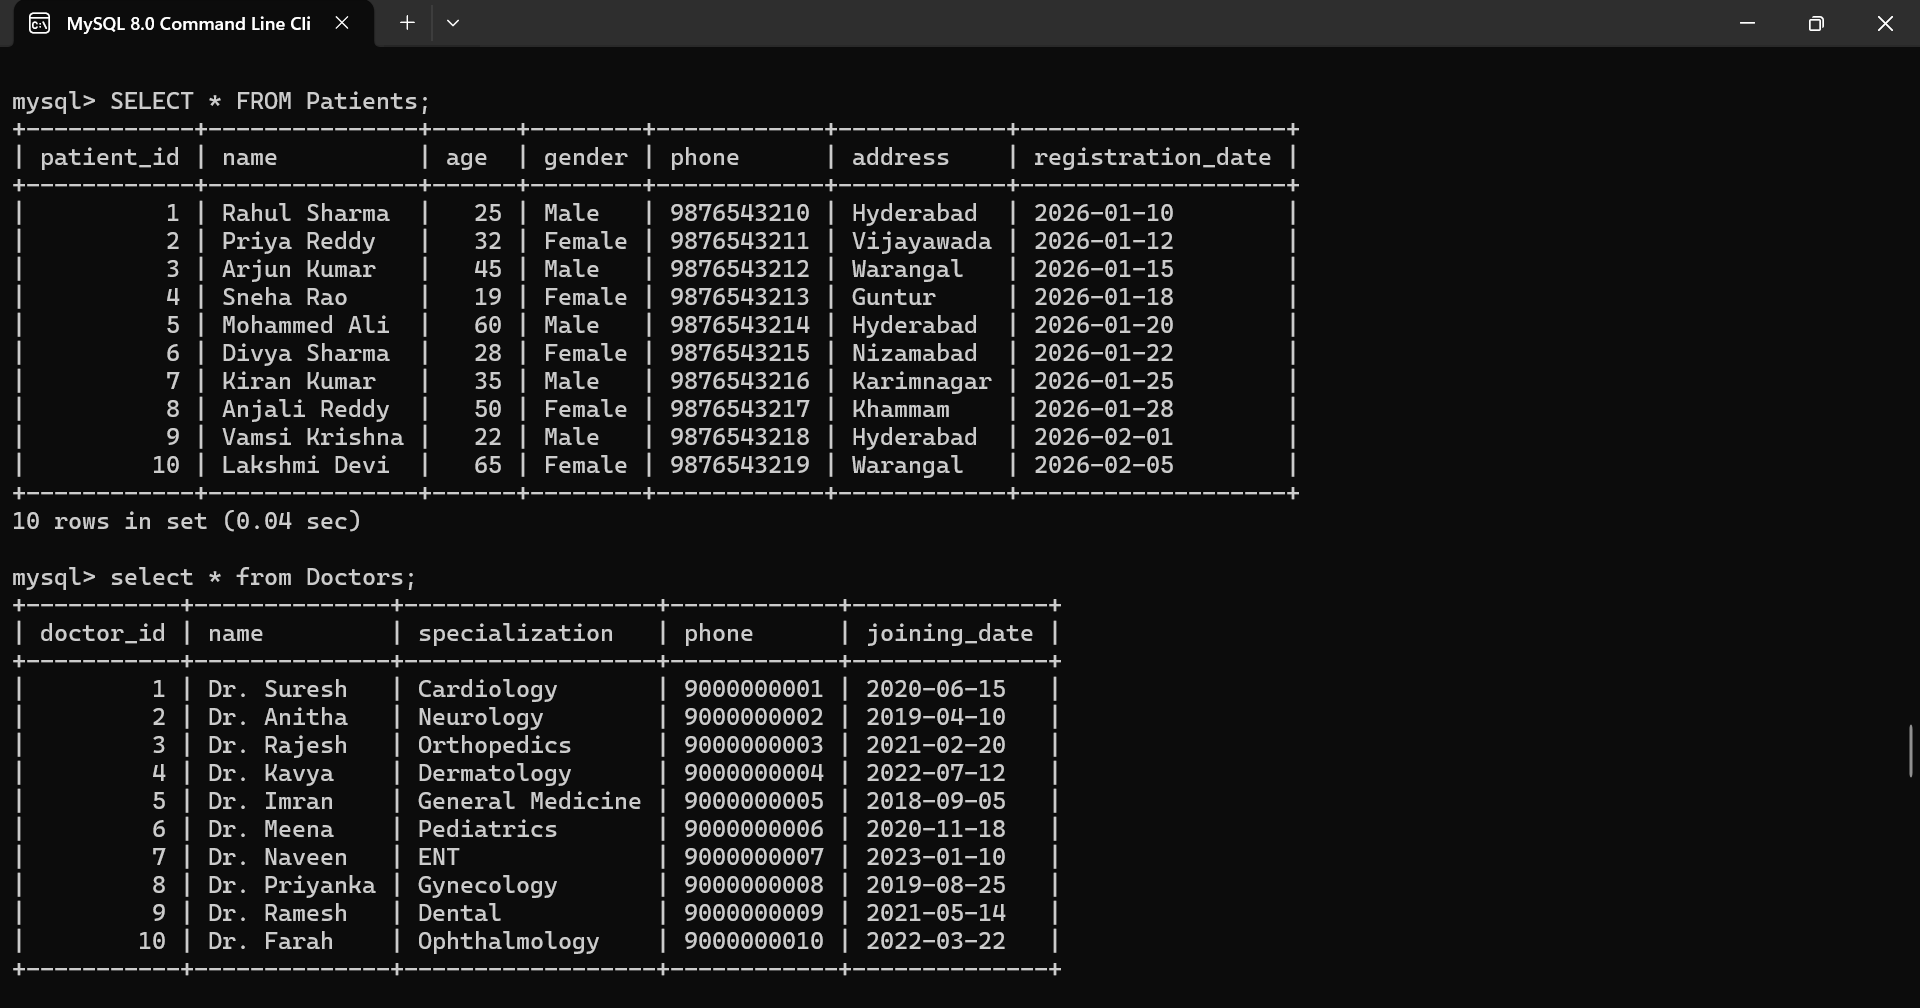 MySQL 8.0 Command Line Cli
mysql> SELECT * FROM Patients;
+------------+----------------+------+--------+------------+------------+-------------------+
| patient_id | name           | age  | gender | phone      | address    | registration_date |
+------------+----------------+------+--------+------------+------------+-------------------+
|          1 | Rahul Sharma   |   25 | Male   | 9876543210 | Hyderabad  | 2026-01-10        |
|          2 | Priya Reddy    |   32 | Female | 9876543211 | Vijayawada | 2026-01-12        |
|          3 | Arjun Kumar    |   45 | Male   | 9876543212 | Warangal   | 2026-01-15        |
|          4 | Sneha Rao      |   19 | Female | 9876543213 | Guntur     | 2026-01-18        |
|          5 | Mohammed Ali   |   60 | Male   | 9876543214 | Hyderabad  | 2026-01-20        |
|          6 | Divya Sharma   |   28 | Female | 9876543215 | Nizamabad  | 2026-01-22        |
|          7 | Kiran Kumar    |   35 | Male   | 9876543216 | Karimnagar | 2026-01-25        |
|          8 | Anjali Reddy   |   50 | Female | 9876543217 | Khammam    | 2026-01-28        |
|          9 | Vamsi Krishna  |   22 | Male   | 9876543218 | Hyderabad  | 2026-02-01        |
|         10 | Lakshmi Devi   |   65 | Female | 9876543219 | Warangal   | 2026-02-05        |
+------------+----------------+------+--------+------------+------------+-------------------+
10 rows in set (0.04 sec)
mysql> select * from Doctors;
+-----------+--------------+------------------+------------+--------------+
| doctor_id | name         | specialization   | phone      | joining_date |
+-----------+--------------+------------------+------------+--------------+
|         1 | Dr. Suresh   | Cardiology       | 9000000001 | 2020-06-15   |
|         2 | Dr. Anitha   | Neurology        | 9000000002 | 2019-04-10   |
|         3 | Dr. Rajesh   | Orthopedics      | 9000000003 | 2021-02-20   |
|         4 | Dr. Kavya    | Dermatology      | 9000000004 | 2022-07-12   |
|         5 | Dr. Imran    | General Medicine | 9000000005 | 2018-09-05   |
|         6 | Dr. Meena    | Pediatrics       | 9000000006 | 2020-11-18   |
|         7 | Dr. Naveen   | ENT              | 9000000007 | 2023-01-10   |
|         8 | Dr. Priyanka | Gynecology       | 9000000008 | 2019-08-25   |
|         9 | Dr. Ramesh   | Dental           | 9000000009 | 2021-05-14   |
|        10 | Dr. Farah    | Ophthalmology    | 9000000010 | 2022-03-22   |
+-----------+--------------+------------------+------------+--------------+